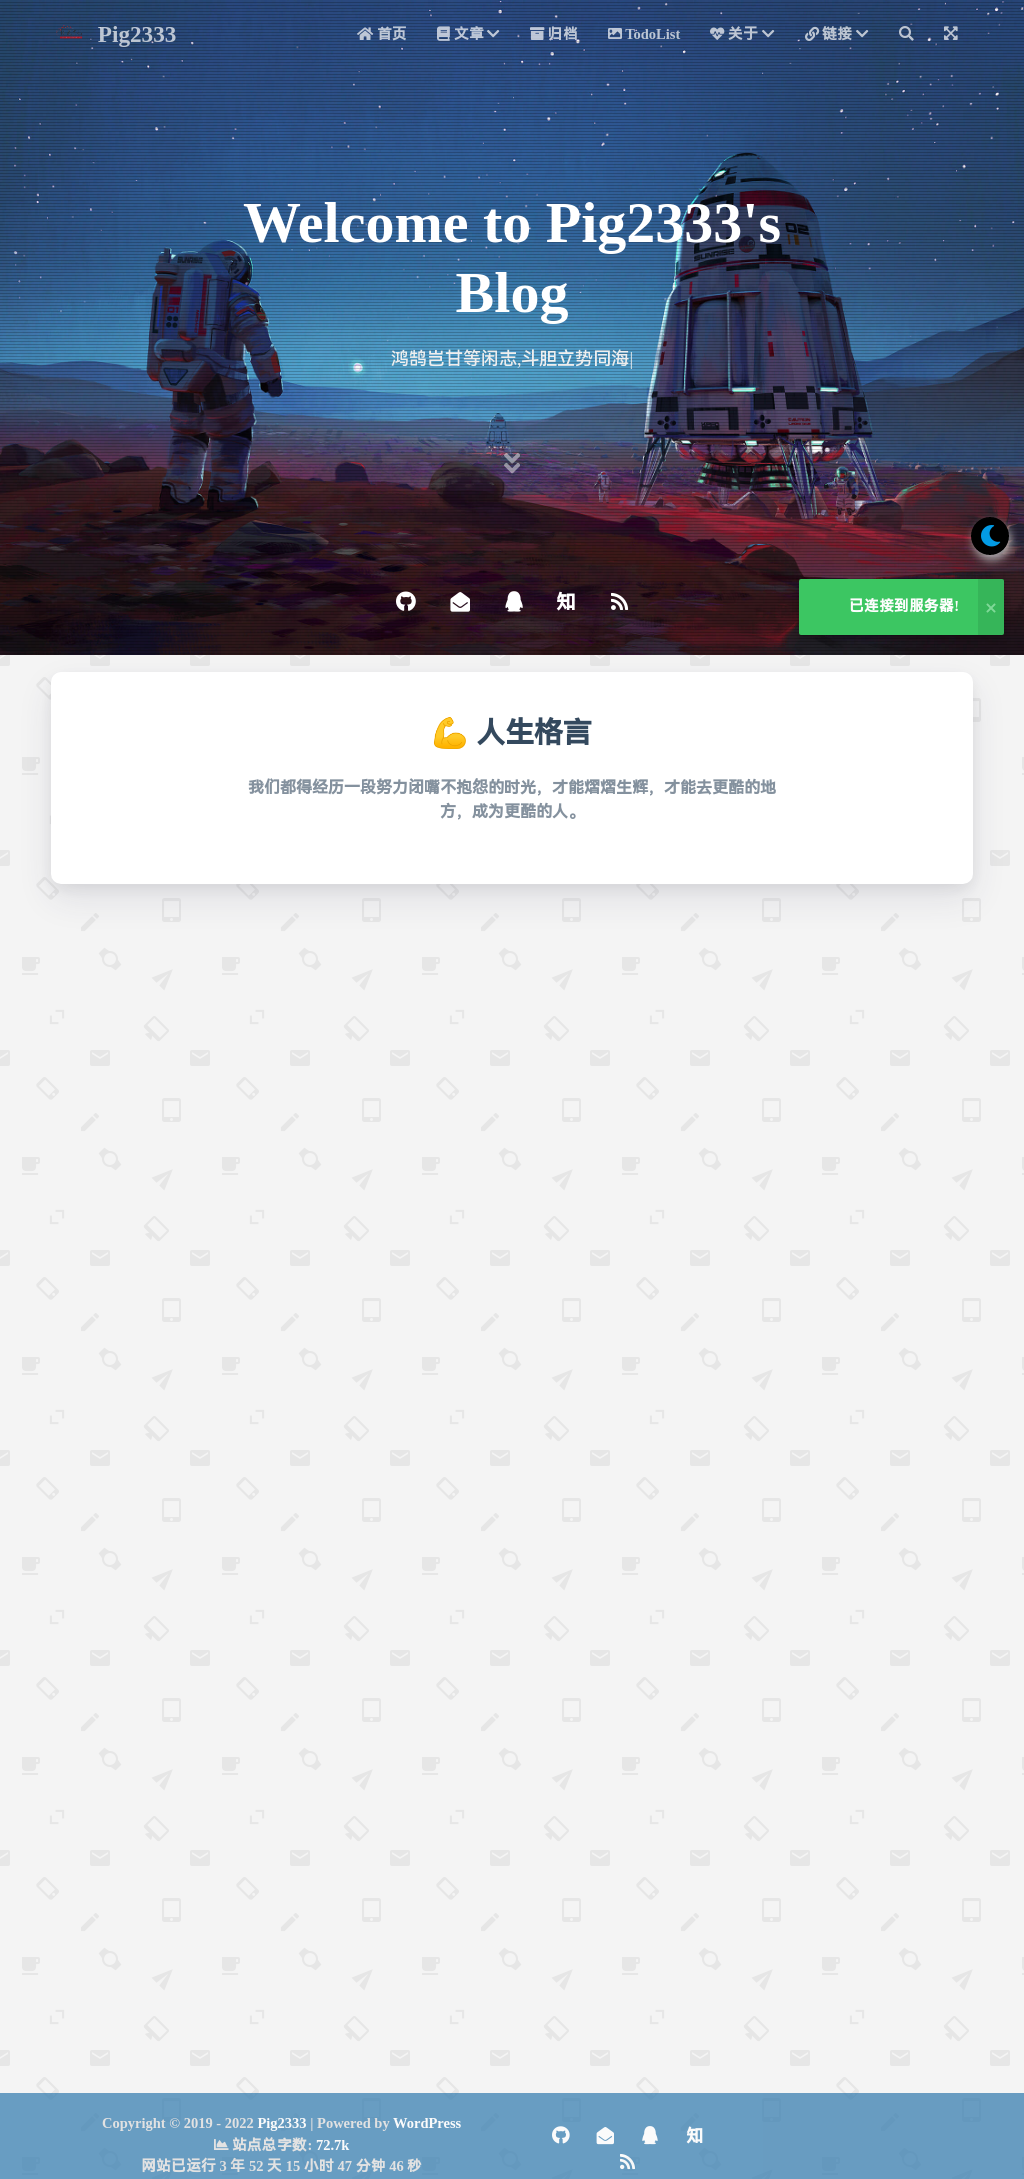 Pig2333
首页 文章 归档 TodoList 关于 链接
Welcome to Pig2333's
Blog
鸿鹄岂甘等闲志,斗胆立势同海|
SUNRISE
02
知
已连接到服务器! ×
💪 人生格言
我们都得经历一段努力闭嘴不抱怨的时光，才能熠熠生辉，才能去更酷的地
方，成为更酷的人。
Copyright © 2019 - 2022 Pig2333 | Powered by WordPress
站点总字数: 72.7k
网站已运行 3 年 52 天 15 小时 47 分钟 46 秒
知